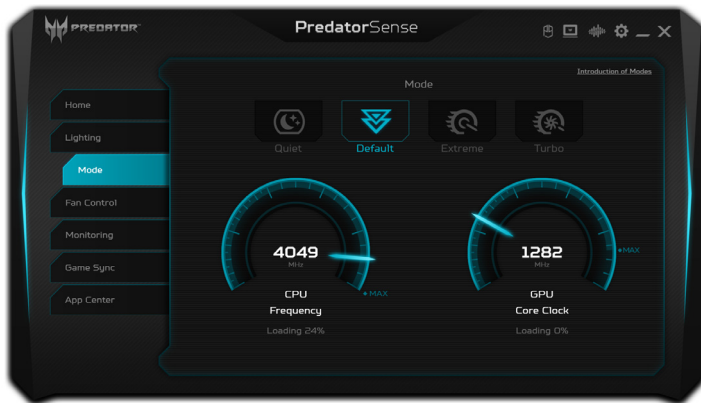 PREDATOR
PredatorSense
Introduction of Modes
Mode
Home
Lighting
Mode
Fan Control
Monitoring
Game Sync
App Center
Quiet
Default
Extreme
Turbo
4049
MHz
MAX
CPU
Frequency
Loading 24%
1282
MHz
MAX
GPU
Core Clock
Loading 0%